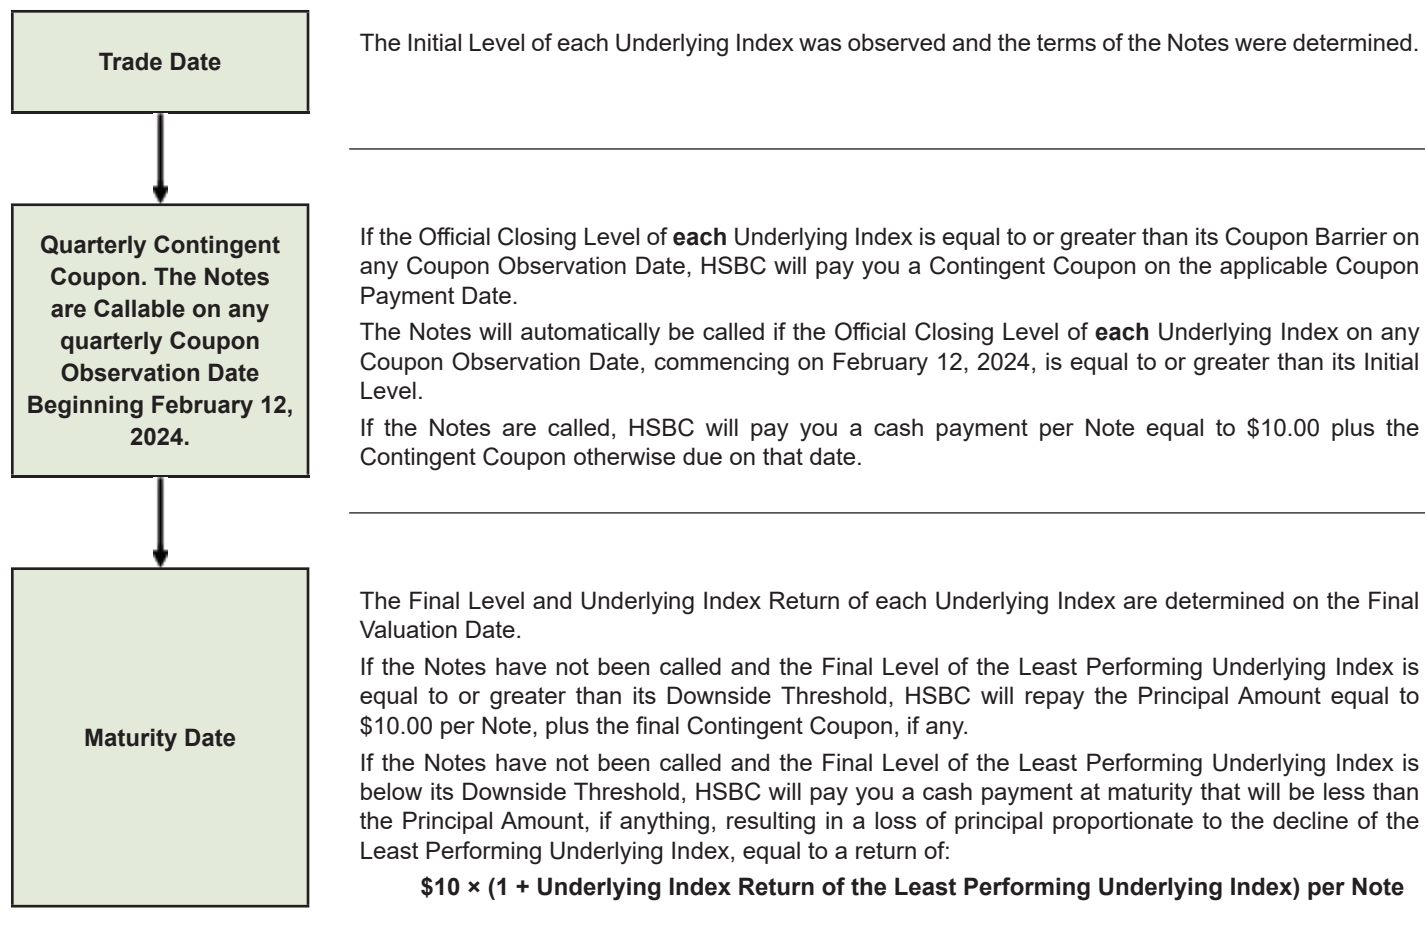 Trade Date
The Initial Level of each Underlying Index was observed and the terms of the Notes were determined.
Quarterly Contingent
Coupon. The Notes
are Callable on any
quarterly Coupon
Observation Date
Beginning February 12,
2024.
If the Official Closing Level of each Underlying Index is equal to or greater than its Coupon Barrier on
any Coupon Observation Date, HSBC will pay you a Contingent Coupon on the applicable Coupon
Payment Date.
The Notes will automatically be called if the Official Closing Level of each Underlying Index on any
Coupon Observation Date, commencing on February 12, 2024, is equal to or greater than its Initial
Level.
If the Notes are called, HSBC will pay you a cash payment per Note equal to $10.00 plus the
Contingent Coupon otherwise due on that date.
Maturity Date
The Final Level and Underlying Index Return of each Underlying Index are determined on the Final
Valuation Date.
If the Notes have not been called and the Final Level of the Least Performing Underlying Index is
equal to or greater than its Downside Threshold, HSBC will repay the Principal Amount equal to
$10.00 per Note, plus the final Contingent Coupon, if any.
If the Notes have not been called and the Final Level of the Least Performing Underlying Index is
below its Downside Threshold, HSBC will pay you a cash payment at maturity that will be less than
the Principal Amount, if anything, resulting in a loss of principal proportionate to the decline of the
Least Performing Underlying Index, equal to a return of:
$10 × (1 + Underlying Index Return of the Least Performing Underlying Index) per Note